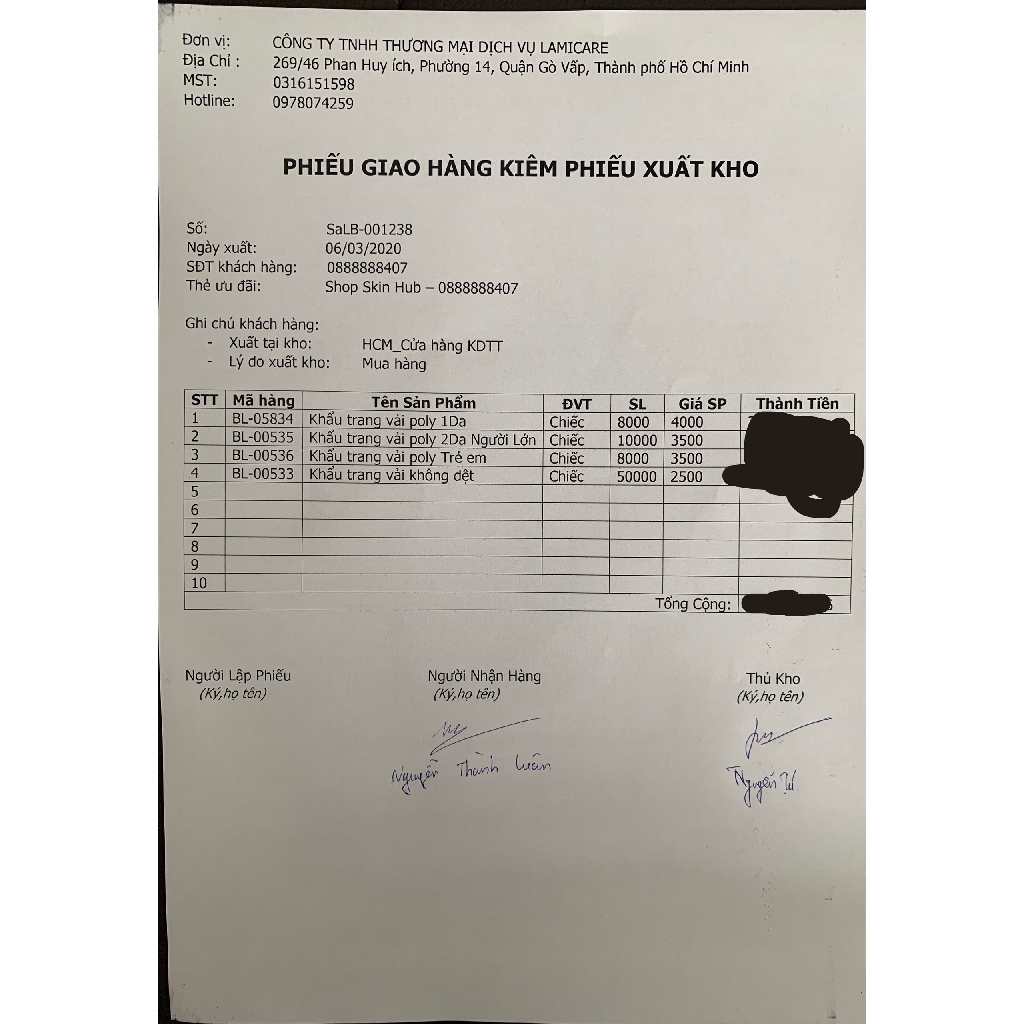 Đơn vị: CÔNG TY TNHH THƯƠNG MẠI DỊCH VỤ LAMICARE
Địa Chỉ : 269/46 Phan Huy ích, Phường 14, Quận Gò Vấp, Thành phố Hồ Chí Minh
MST: 0316151598
Hotline: 0978074259
PHIẾU GIAO HÀNG KIÊM PHIẾU XUẤT KHO
Số: SaLB-001238
Ngày xuất: 06/03/2020
SĐT khách hàng: 0888888407
Thẻ ưu đãi: Shop Skin Hub – 0888888407
Ghi chú khách hàng:
- Xuất tại kho: HCM_Cửa hàng KDTT
- Lý do xuất kho: Mua hàng
STT Mã hàng Tên Sản Phẩm ĐVT SL Giá SP Thành Tiền
1 BL-05834 Khẩu trang vải poly 1Da Chiếc 8000 4000
2 BL-00535 Khẩu trang vải poly 2Da Người Lớn Chiếc 10000 3500
3 BL-00536 Khẩu trang vải poly Trẻ em Chiếc 8000 3500
4 BL-00533 Khẩu trang vải không dệt Chiếc 50000 2500
5
6
7
8
9
10
Tổng Cộng:
Người Lập Phiếu Người Nhận Hàng Thủ Kho
(Ký,họ tên) (Ký,họ tên) (Ký,họ tên)
Nguyễn Thành Luân Nguyễn